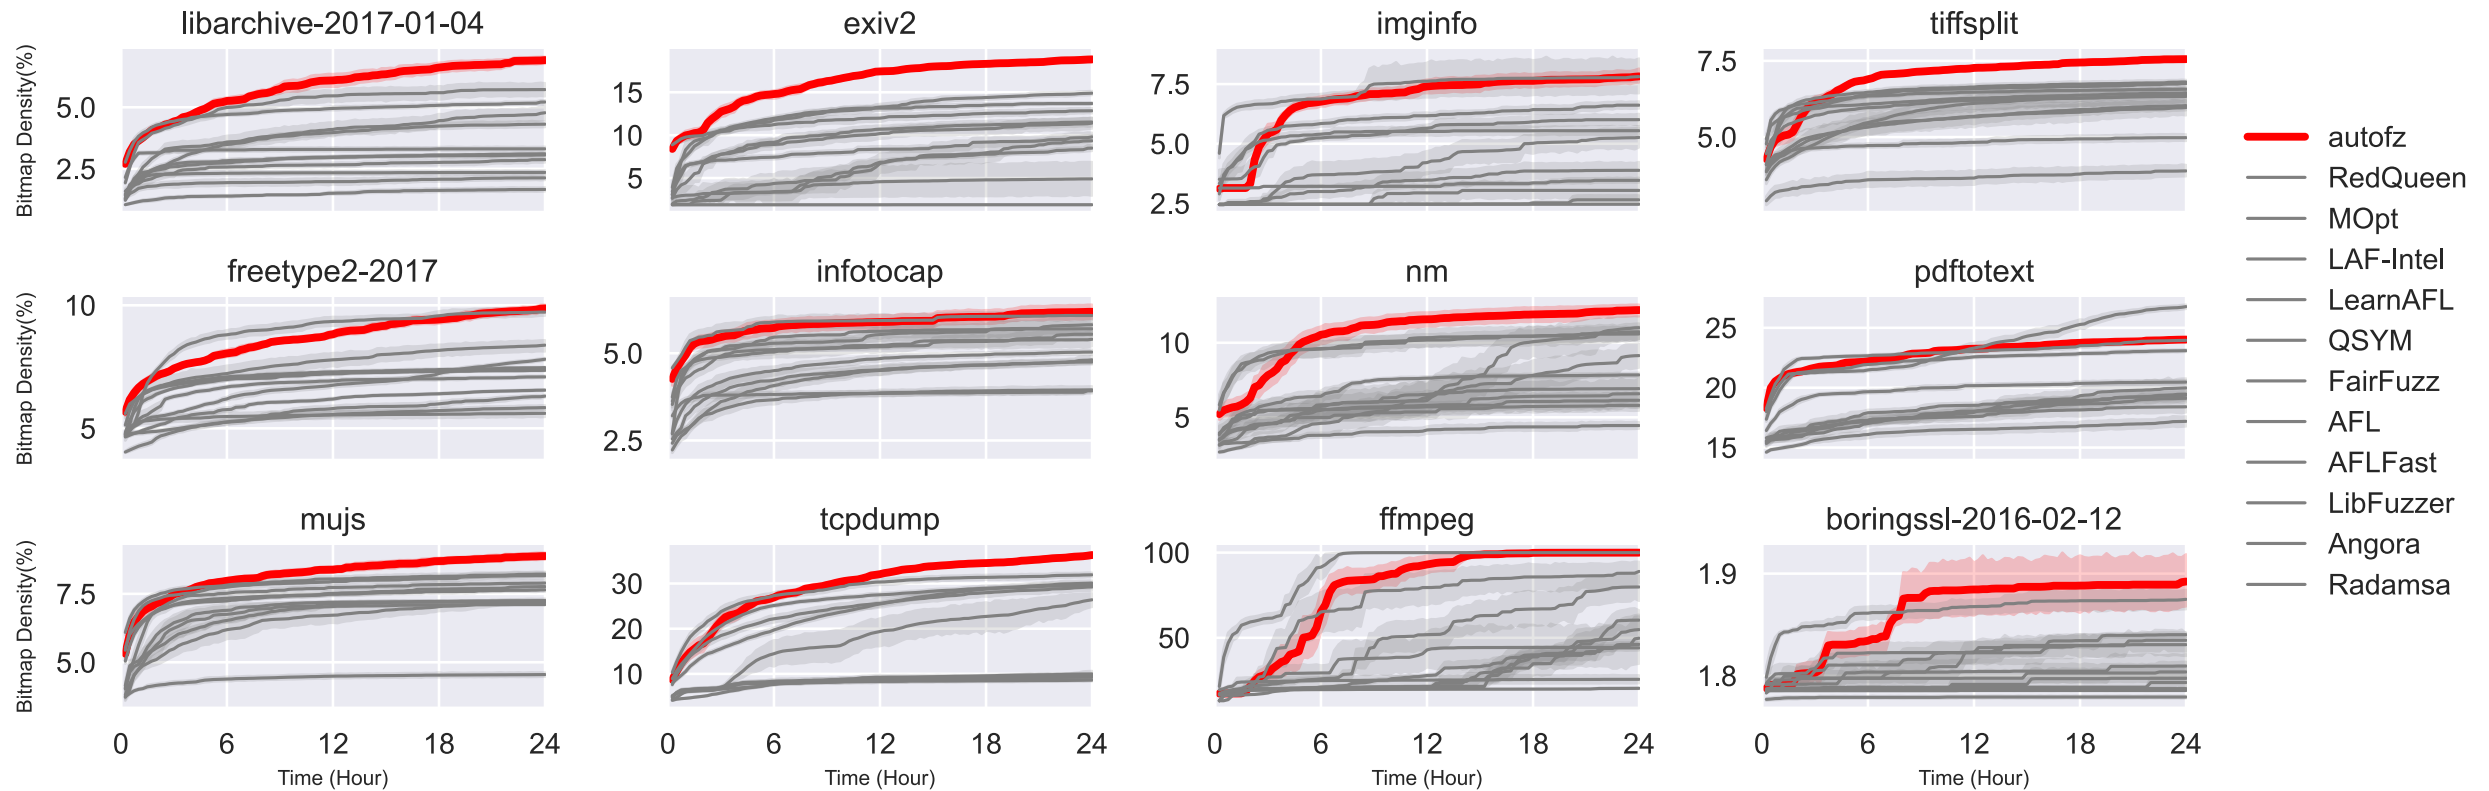 libarchive-2017-01-04
exiv2
imginfo
tiffsplit
Bitmap Density(%)
5.0
2.5
15
10
5
7.5
5.0
2.5
7.5
5.0
freetype2-2017
infotocap
nm
pdftotext
Bitmap Density(%)
10
5
5.0
2.5
10
5
25
20
15
mujs
tcpdump
ffmpeg
boringssl-2016-02-12
Bitmap Density(%)
7.5
5.0
30
20
10
100
50
1.9
1.8
0 6 12 18 24
0 6 12 18 24
0 6 12 18 24
0 6 12 18 24
Time (Hour)
Time (Hour)
Time (Hour)
Time (Hour)
autofz
RedQueen
MOpt
LAF-Intel
LearnAFL
QSYM
FairFuzz
AFL
AFLFast
LibFuzzer
Angora
Radamsa